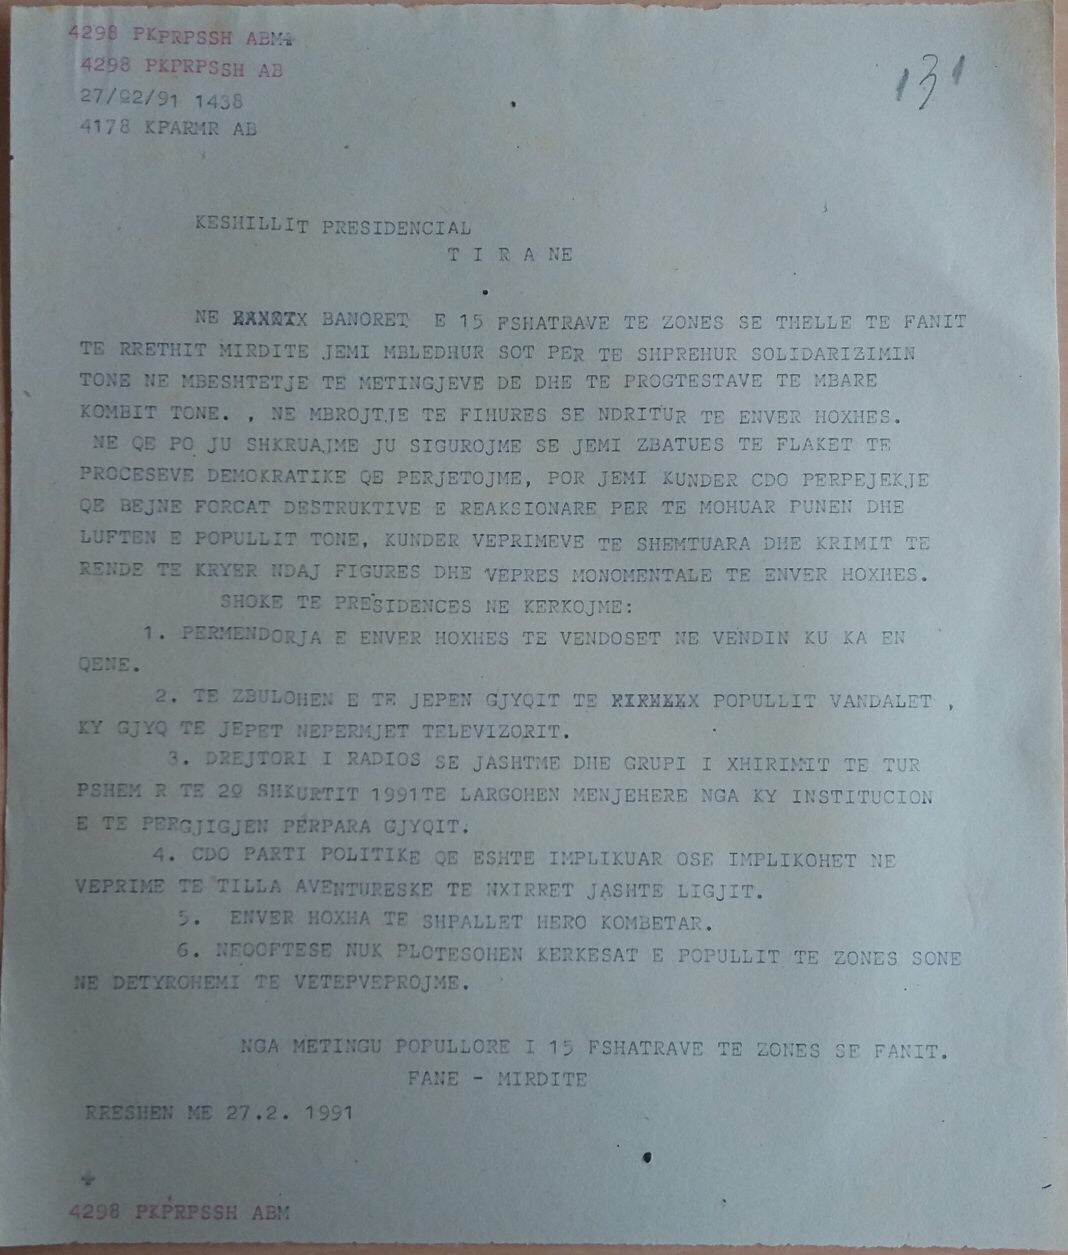 4298 PKPRPSSH ABM
4298 PKPRPSSH AB
27/02/91 1438
4178 KPARMR AB
131
KESHILLIT PRESIDENCIAL
T I R A NE
NE BANORET E 15 FSHATRAVE TE ZONES SE THELLE TE FANIT
TE RRETHIT MIRDITE JEMI MBLEDHUR SOT PER TE SHPREHUR SOLIDARIZIMIN
TONE NE MBESHTETJE TE METINGJEVE DE DHE TE PROGTESTAVE TE MBARE
KOMBIT TONE. , NE MBROJTJE TE FIHURES SE NDRITUR TE ENVER HOXHES.
NE QE PO JU SHKRUAJME JU SIGUROJME SE JEMI ZBATUES TE FLAKET TE
PROCESEVE DEMOKRATIKE QE PERJETOJME, POR JEMI KUNDER CDO PERPEJEKJE
QE BEJNE FORCAT DESTRUKTIVE E REAKSIONARE PER TE MOHUAR PUNEN DHE
LUFTEN E POPULLIT TONE, KUNDER VEPRIMEVE TE SHEMTUARA DHE KRIMIT TE
RENDE TE KRYER NDAJ FIGURES DHE VEPRES MONOMENTALE TE ENVER HOXHES.
SHOKE TE PRESIDENCES NE KERKOJME:
1. PERMENDORJA E ENVER HOXHES TE VENDOSET NE VENDIN KU KA EN
QENE.
2. TE ZBULOHEN E TE JEPEN GJYQIT TE POPULLIT VANDALET ,
KY GJYQ TE JEPET NEPERMJET TELEVIZORIT.
3. DREJTORI I RADIOS SE JASHTME DHE GRUPI I XHIRIMIT TE TUR
PSHEM R TE 20 SHKURTIT 1991TE LARGOHEN MENJEHERE NGA KY INSTITUCION
E TE PERGJIGJEN PERPARA GJYQIT.
4. CDO PARTI POLITIKE QE ESHTE IMPLIKUAR OSE IMPLIKOHET NE
VEPRIME TE TILLA AVENTURESKE TE NXIRRET JASHTE LIGJIT.
5. ENVER HOXHA TE SHPALLET HERO KOMBETAR.
6. NEQOFTESE NUK PLOTESOHEN KERKESAT E POPULLIT TE ZONES SONE
NE DETYROHEMI TE VETEPVEPROJME.
NGA METINGU POPULLORE I 15 FSHATRAVE TE ZONES SE FANIT.
FANE - MIRDITE
RRESHEN ME 27.2. 1991
+
4298 PKPRPSSH ABM